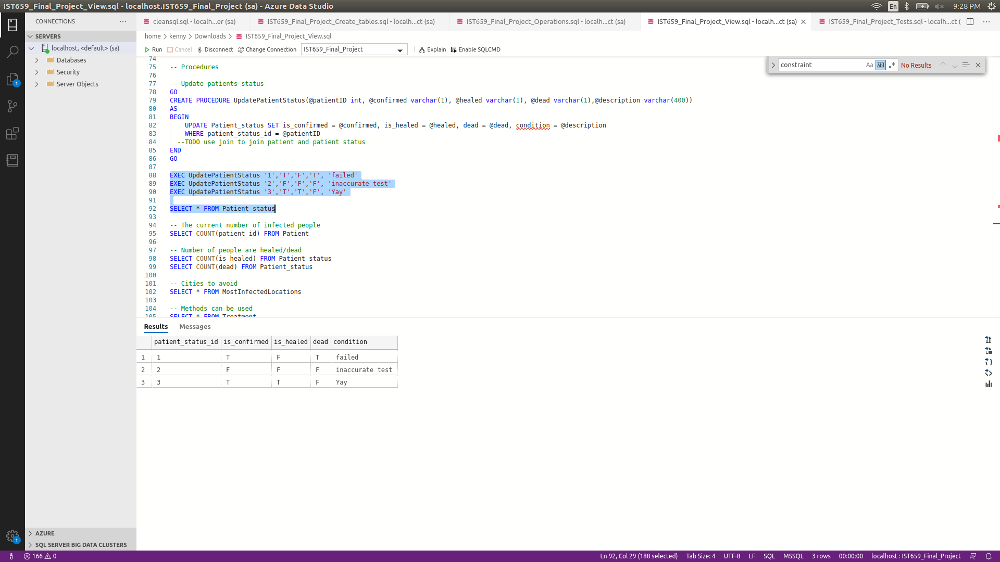 IST659_Final_Project_View.sql - localhost.IST659_Final_Project (sa) - Azure Data Studio
En 9:28 PM
CONNECTIONS
cleansql.sql - localh...er (sa)
IST659_Final_Project_Create_tables.sql - localh...ct (sa)
IST659_Final_Project_Operations.sql - localh...ct (sa)
IST659_Final_Project_View.sql - localh...ct (sa)
IST659_Final_Project_Tests.sql - localh...ct (
SERVERS
localhost, <default> (sa)
Databases
Security
Server Objects
home > kenny > Downloads > IST659_Final_Project_View.sql
Run Cancel Disconnect Change Connection IST659_Final_Project Explain Enable SQLCMD
constraint Aa Abl .* No Results
74
75 -- Procedures
76
77 -- Update patients status
78 GO
79 CREATE PROCEDURE UpdatePatientStatus(@patientID int, @confirmed varchar(1), @healed varchar(1), @dead varchar(1),@description varchar(400))
80 AS
81 BEGIN
82 UPDATE Patient_status SET is_confirmed = @confirmed, is_healed = @healed, dead = @dead, condition = @description
83 WHERE patient_status_id = @patientID
84 --TODO use join to join patient and patient status
85 END
86 GO
87
88 EXEC UpdatePatientStatus '1','T','F','T', 'failed'
89 EXEC UpdatePatientStatus '2','F','F','F', 'inaccurate test'
90 EXEC UpdatePatientStatus '3','T','T','F', 'Yay'
91
92 SELECT * FROM Patient_status
93
94 -- The current number of infected people
95 SELECT COUNT(patient_id) FROM Patient
96
97 -- Number of people are healed/dead
98 SELECT COUNT(is_healed) FROM Patient_status
99 SELECT COUNT(dead) FROM Patient_status
100
101 -- Cities to avoid
102 SELECT * FROM MostInfectedLocations
103
104 -- Methods can be used
105 SELECT * FROM Treatment
Results Messages
patient_status_id is_confirmed is_healed dead condition
1 1 T F T failed
2 2 F F F inaccurate test
3 3 T T F Yay
1
1
AZURE
SQL SERVER BIG DATA CLUSTERS
166 0
Ln 92, Col 29 (188 selected) Tab Size: 4 UTF-8 LF SQL MSSQL 3 rows 00:00:00 localhost : IST659_Final_Project